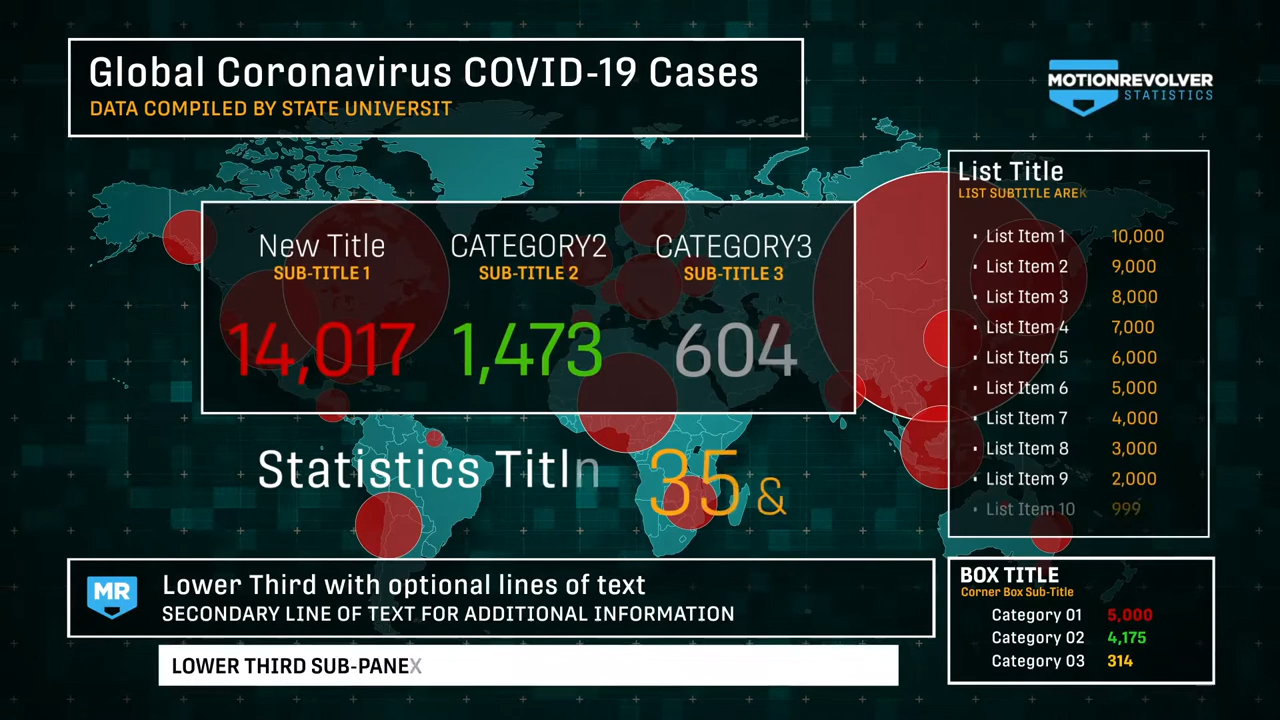 Global Coronavirus COVID-19 Cases
DATA COMPILED BY STATE UNIVERSIT
MOTIONREVOLVER
STATISTICS
New Title
SUB-TITLE 1
14,017
CATEGORY2
SUB-TITLE 2
1,473
CATEGORY3
SUB-TITLE 3
604
Statistics Titln
35 &
List Title
LIST SUBTITLE AREK
· List Item 1 10,000
· List Item 2 9,000
· List Item 3 8,000
· List Item 4 7,000
· List Item 5 6,000
· List Item 6 5,000
· List Item 7 4,000
· List Item 8 3,000
· List Item 9 2,000
· List Item 10 999
MR
Lower Third with optional lines of text
SECONDARY LINE OF TEXT FOR ADDITIONAL INFORMATION
LOWER THIRD SUB-PANEX
BOX TITLE
Corner Box Sub-Title
Category 01 5,000
Category 02 4,175
Category 03 314